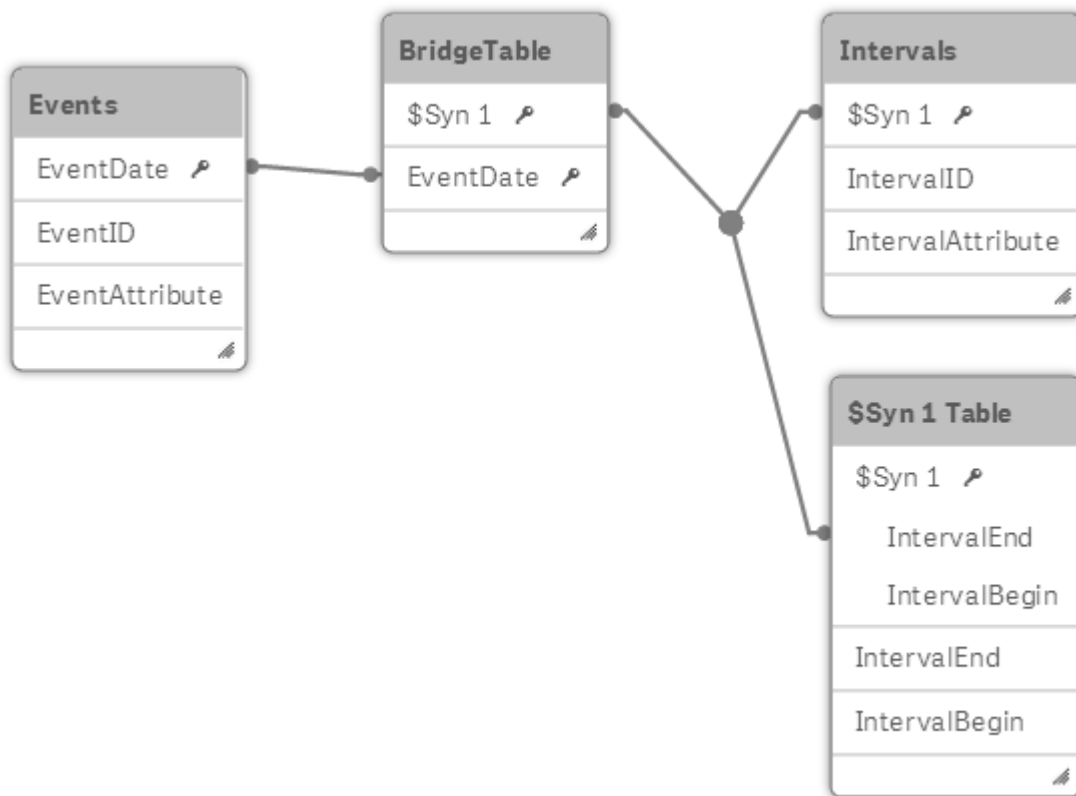 Events
EventDate
EventID
EventAttribute
BridgeTable
$Syn 1
EventDate
Intervals
$Syn 1
IntervalID
IntervalAttribute
$Syn 1 Table
$Syn 1
IntervalEnd
IntervalBegin
IntervalEnd
IntervalBegin